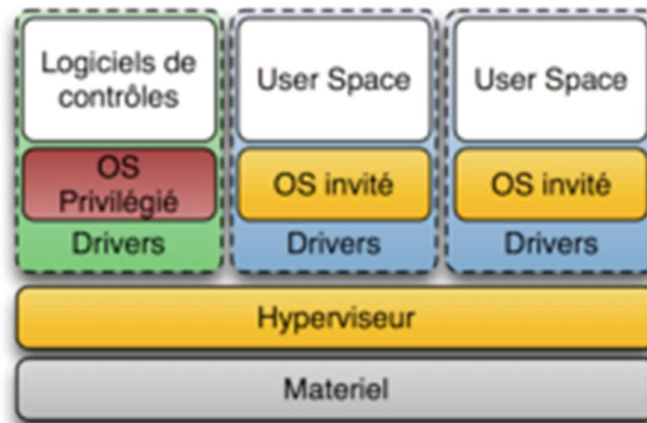 Logiciels de
contrôles
User Space
User Space
OS
Privilégié
OS invité
OS invité
Drivers
Drivers
Drivers
Hyperviseur
Materiel